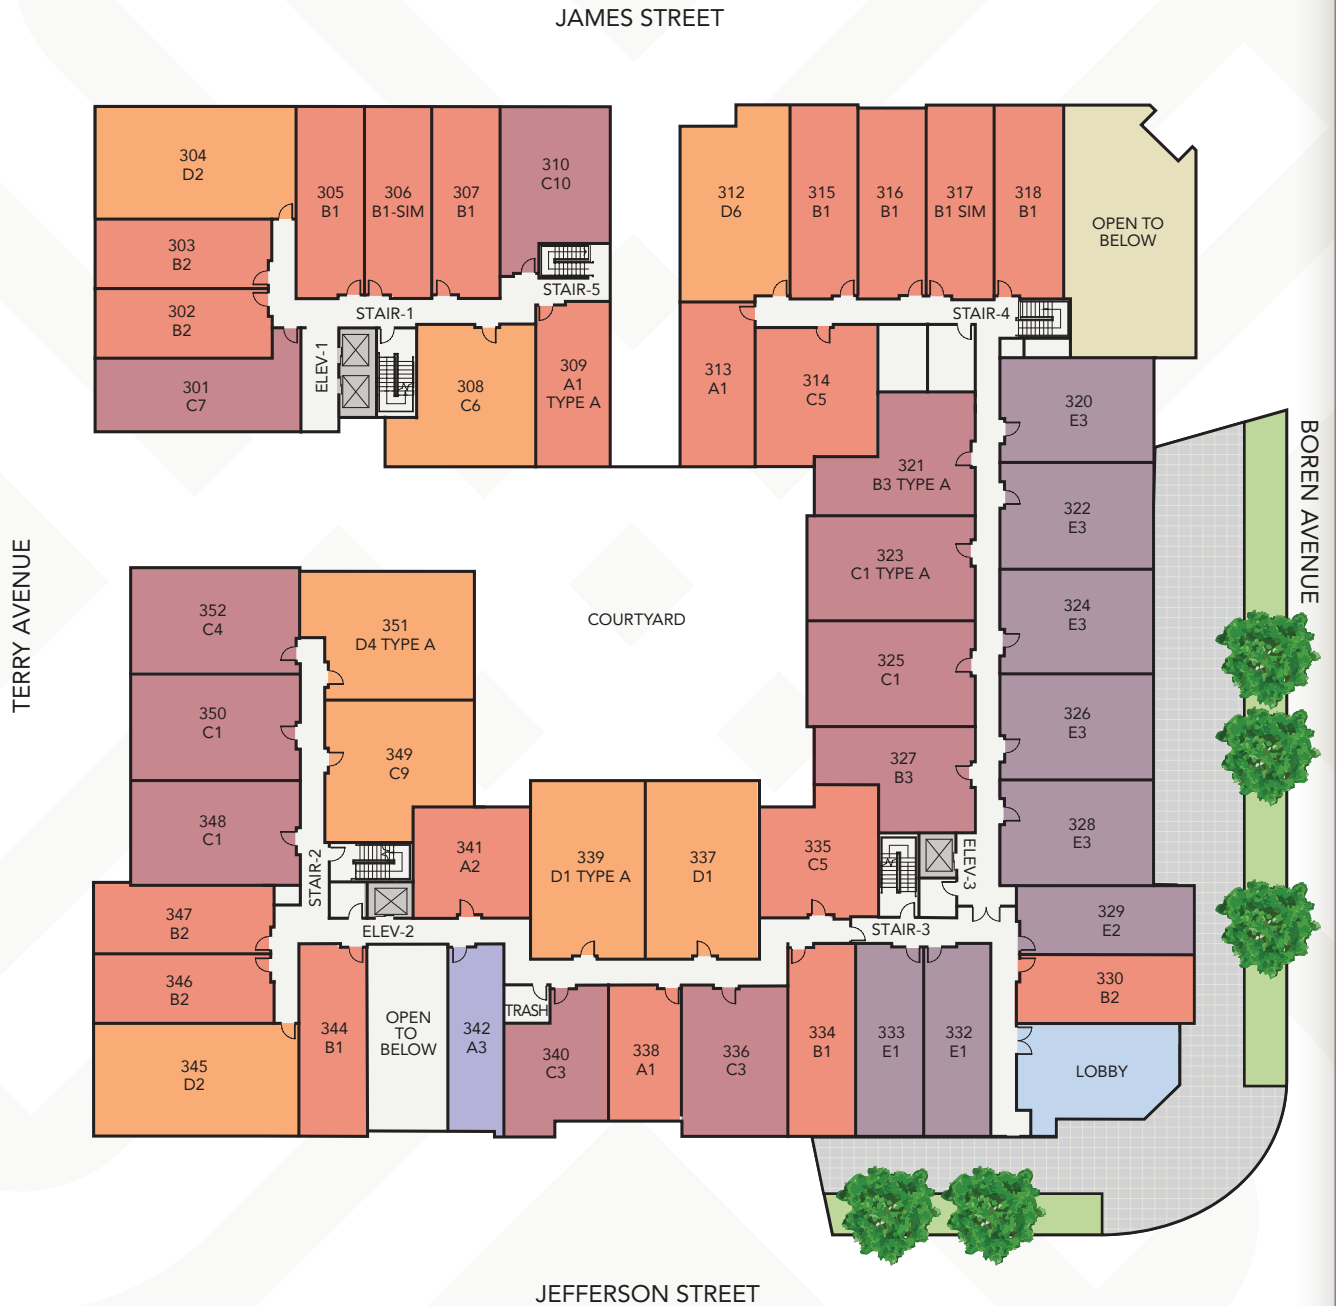 JAMES STREET
304
D2
305
B1
306
B1-SIM
307
B1
310
C10
312
D6
315
B1
316
B1
317
B1 SIM
318
B1
OPEN TO
BELOW
303
B2
302
B2
301
C7
STAIR-1
STAIR-5
ELEV-1
308
C6
309
A1
TYPE A
STAIR-4
313
A1
314
C5
320
E3
321
B3 TYPE A
322
E3
323
C1 TYPE A
324
E3
325
C1
326
E3
327
B3
328
E3
BOREN AVENUE
TERRY AVENUE
COURTYARD
352
C4
351
D4 TYPE A
350
C1
349
C9
348
C1
STAIR-2
341
A2
339
D1 TYPE A
337
D1
335
C5
ELEV-3
347
B2
ELEV-2
STAIR-3
329
E2
346
B2
330
B2
345
D2
344
B1
OPEN
TO
BELOW
342
A3
TRASH
340
C3
338
A1
336
C3
334
B1
333
E1
332
E1
LOBBY
JEFFERSON STREET